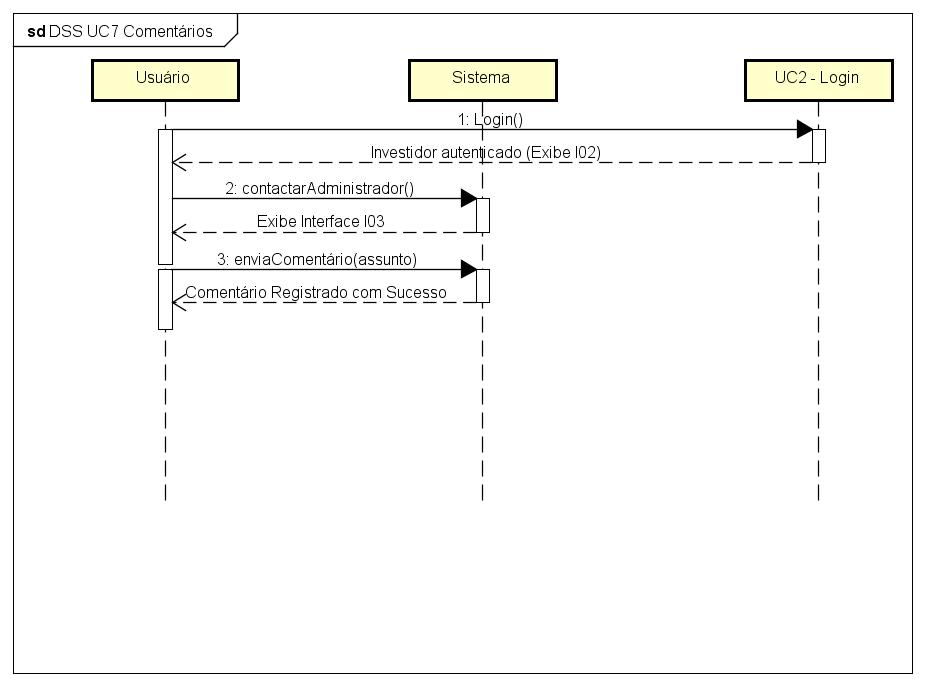 sd DSS UC7 Comentários
Usuário
Sistema
UC2 - Login
1: Login()
Investidor autenticado (Exibe I02)
2: contactarAdministrador()
Exibe Interface I03
3: enviaComentário(assunto)
Comentário Registrado com Sucesso